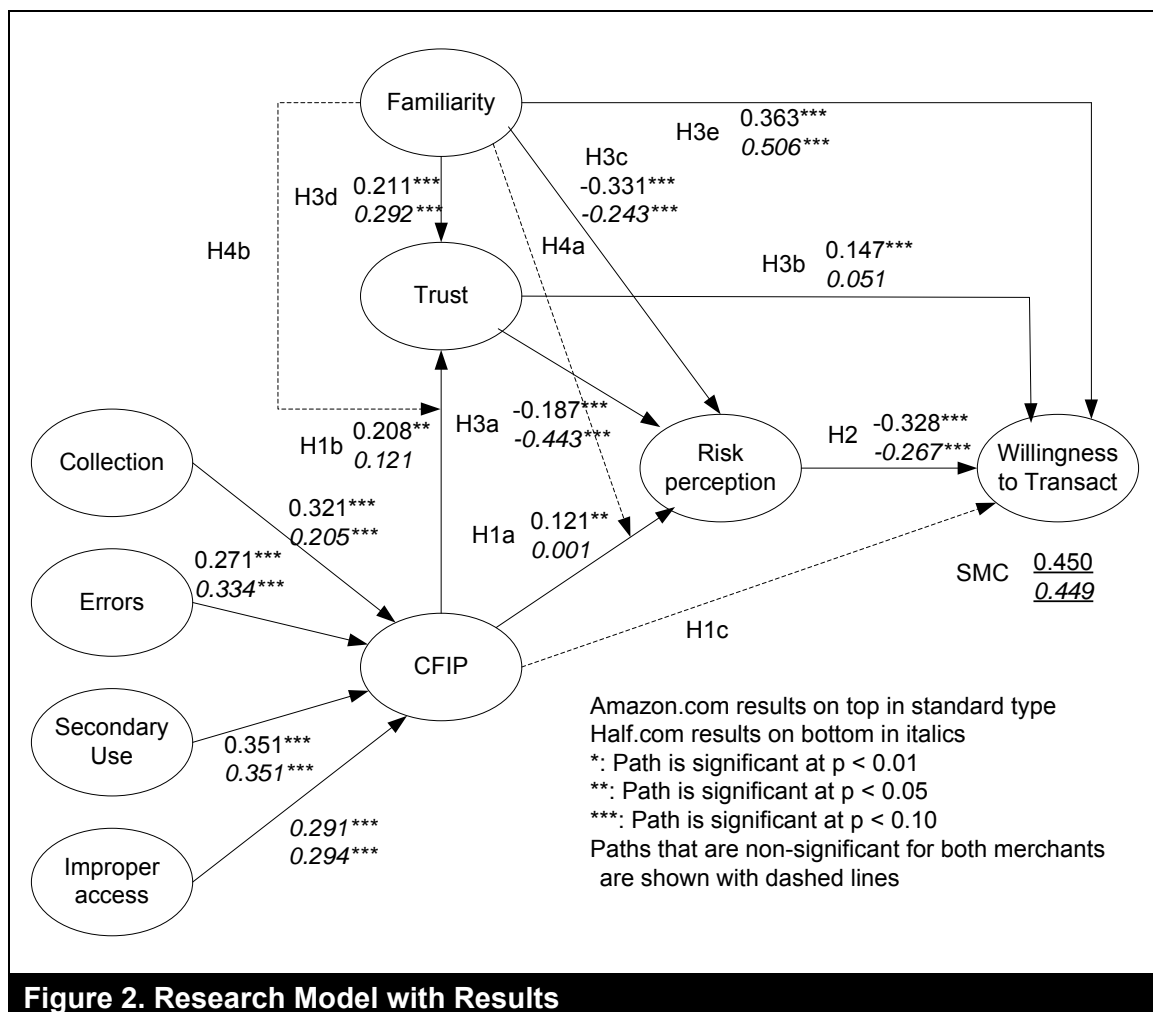 Familiarity
H3e
0.363***
0.506***
H3c
-0.331***
-0.243***
H3d
0.211***
0.292***
H4b
H4a
H3b
0.147***
0.051
Trust
H1b
0.208**
0.121
H3a
-0.187***
-0.443***
Collection
Risk
perception
H2
-0.328***
-0.267***
Willingness
to Transact
0.321***
0.205***
H1a
0.121**
0.001
SMC
0.450
0.449
Errors
0.271***
0.334***
H1c
CFIP
Secondary
Use
0.351***
0.351***
Improper
access
0.291***
0.294***
Amazon.com results on top in standard type
Half.com results on bottom in italics
*: Path is significant at p < 0.01
**: Path is significant at p < 0.05
***: Path is significant at p < 0.10
Paths that are non-significant for both merchants
are shown with dashed lines
Figure 2. Research Model with Results